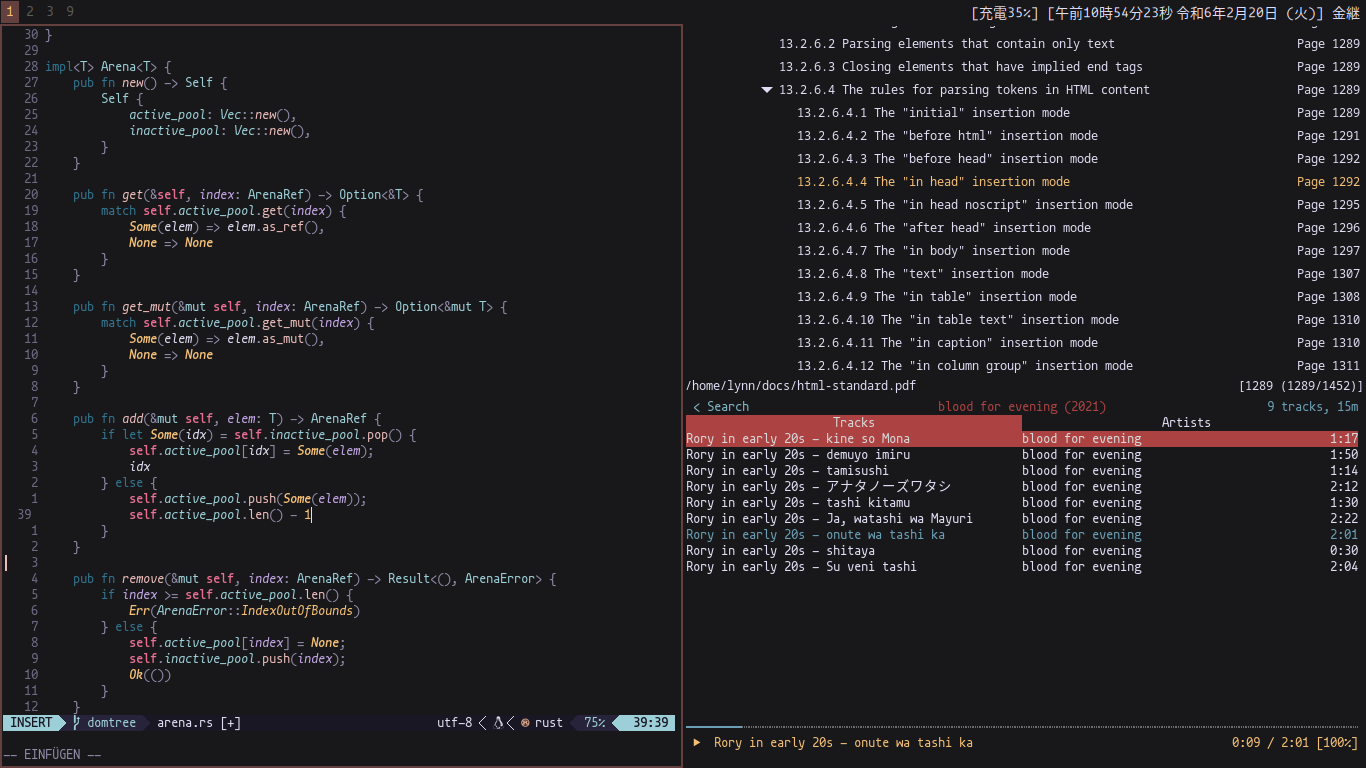 1 2 3 9
[充電35%] [午前10時54分23秒 令和6年2月20日 (火)] 金継
30 }
29
28 impl<T> Arena<T> {
27 pub fn new() -> Self {
26 Self {
25 active_pool: Vec::new(),
24 inactive_pool: Vec::new(),
23 }
22 }
21
20 pub fn get(&self, index: ArenaRef) -> Option<&T> {
19 match self.active_pool.get(index) {
18 Some(elem) => elem.as_ref(),
17 None => None
16 }
15 }
14
13 pub fn get_mut(&mut self, index: ArenaRef) -> Option<&mut T> {
12 match self.active_pool.get_mut(index) {
11 Some(elem) => elem.as_mut(),
10 None => None
9 }
8 }
7
6 pub fn add(&mut self, elem: T) -> ArenaRef {
5 if let Some(idx) = self.inactive_pool.pop() {
4 self.active_pool[idx] = Some(elem);
3 idx
2 } else {
1 self.active_pool.push(Some(elem));
39 self.active_pool.len() - 1
1 }
2 }
3
4 pub fn remove(&mut self, index: ArenaRef) -> Result<(), ArenaError> {
5 if index >= self.active_pool.len() {
6 Err(ArenaError::IndexOutOfBounds)
7 } else {
8 self.active_pool[index] = None;
9 self.inactive_pool.push(index);
10 Ok(())
11 }
12 }
INSERT domtree arena.rs [+] utf-8 rust 75% 39:39
-- EINFÜGEN --
13.2.6.2 Parsing elements that contain only text Page 1289
13.2.6.3 Closing elements that have implied end tags Page 1289
13.2.6.4 The rules for parsing tokens in HTML content Page 1289
13.2.6.4.1 The "initial" insertion mode Page 1289
13.2.6.4.2 The "before html" insertion mode Page 1291
13.2.6.4.3 The "before head" insertion mode Page 1292
13.2.6.4.4 The "in head" insertion mode Page 1292
13.2.6.4.5 The "in head noscript" insertion mode Page 1295
13.2.6.4.6 The "after head" insertion mode Page 1296
13.2.6.4.7 The "in body" insertion mode Page 1297
13.2.6.4.8 The "text" insertion mode Page 1307
13.2.6.4.9 The "in table" insertion mode Page 1308
13.2.6.4.10 The "in table text" insertion mode Page 1310
13.2.6.4.11 The "in caption" insertion mode Page 1310
13.2.6.4.12 The "in column group" insertion mode Page 1311
/home/lynn/docs/html-standard.pdf [1289 (1289/1452)]
< Search blood for evening (2021) 9 tracks, 15m
Tracks Artists
Rory in early 20s – kine so Mona blood for evening 1:17
Rory in early 20s – demuyo imiru blood for evening 1:50
Rory in early 20s – tamisushi blood for evening 1:14
Rory in early 20s – アナタノーズワタシ blood for evening 2:12
Rory in early 20s – tashi kitamu blood for evening 1:30
Rory in early 20s – Ja, watashi wa Mayuri blood for evening 2:22
Rory in early 20s – onute wa tashi ka blood for evening 2:01
Rory in early 20s – shitaya blood for evening 0:30
Rory in early 20s – Su veni tashi blood for evening 2:04
Rory in early 20s – onute wa tashi ka 0:09 / 2:01 [100%]